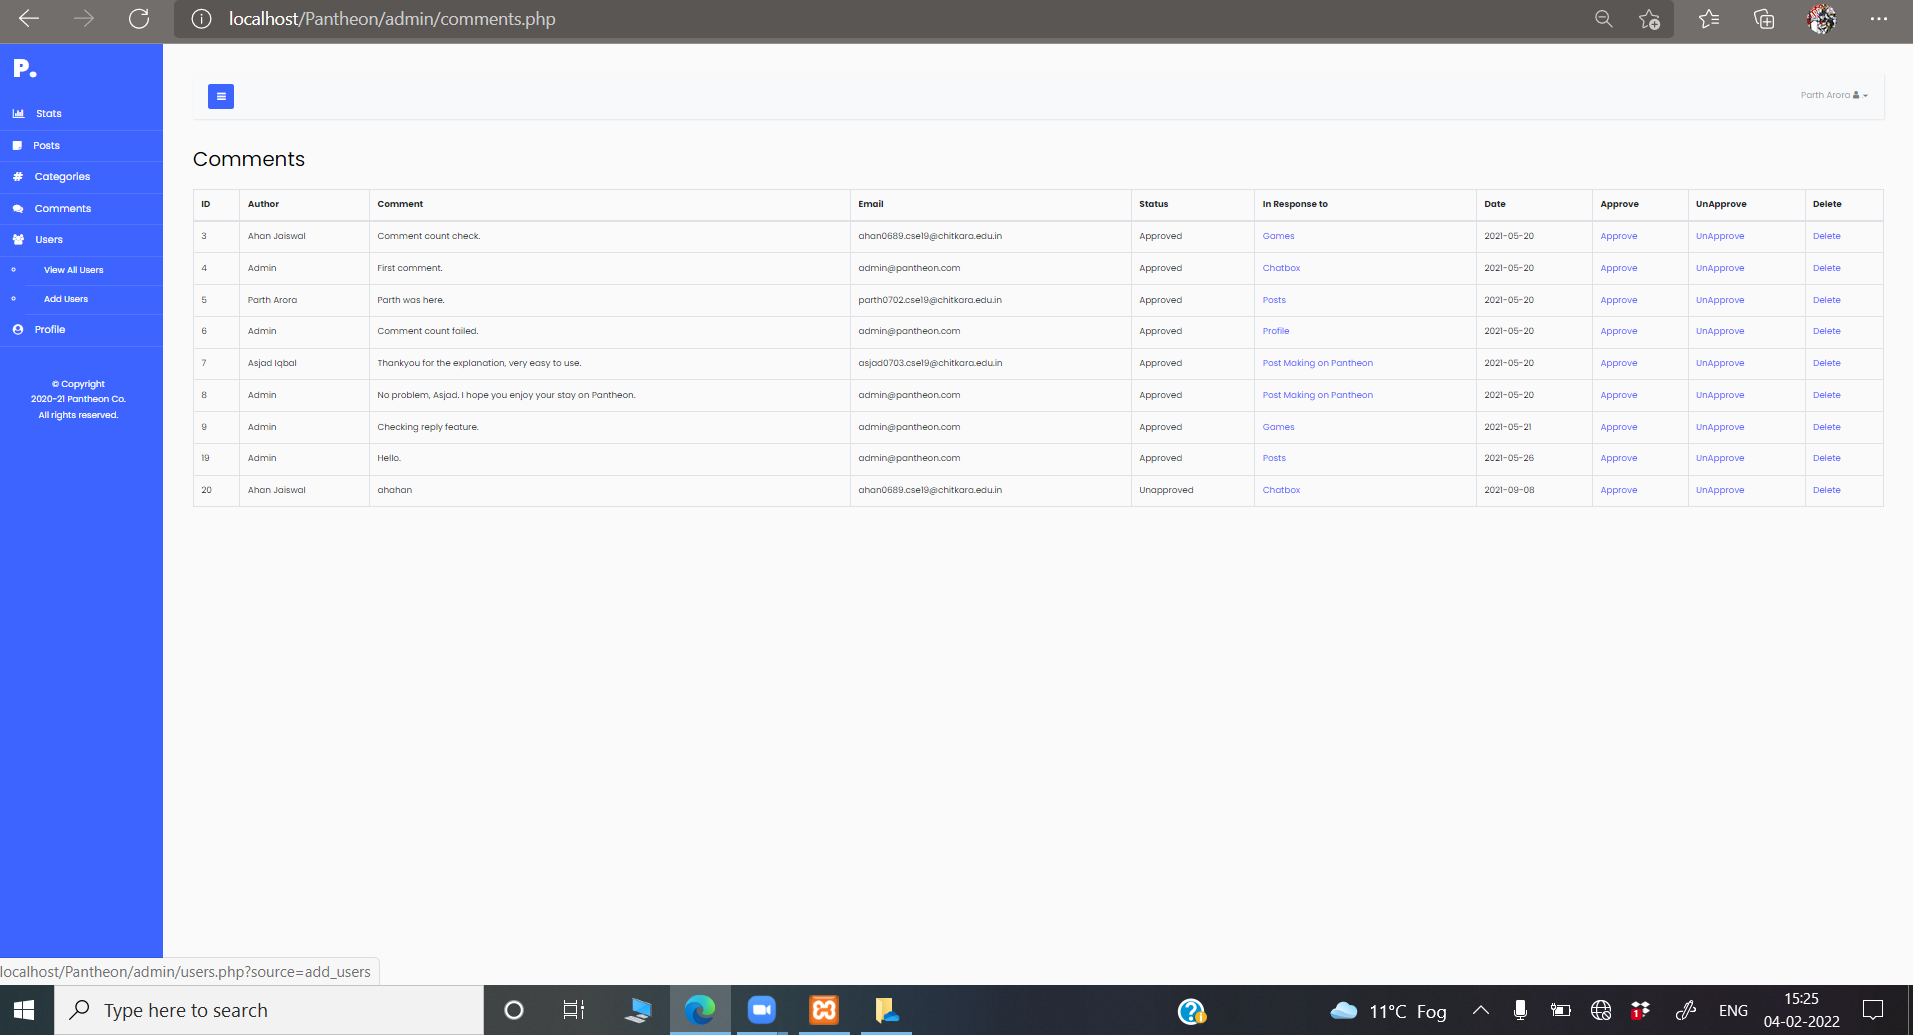 localhost/Pantheon/admin/comments.php
P.
Stats
Posts
Categories
Comments
Users
View All Users
Add Users
Profile
© Copyright
2020-21 Pantheon Co.
All rights reserved.
Parth Arora
Comments
ID Author Comment Email Status In Response to Date Approve UnApprove Delete
3 Ahan Jaiswal Comment count check. ahan0689.cse19@chitkara.edu.in Approved Games 2021-05-20 Approve UnApprove Delete
4 Admin First comment. admin@pantheon.com Approved Chatbox 2021-05-20 Approve UnApprove Delete
5 Parth Arora Parth was here. parth0702.cse19@chitkara.edu.in Approved Posts 2021-05-20 Approve UnApprove Delete
6 Admin Comment count failed. admin@pantheon.com Approved Profile 2021-05-20 Approve UnApprove Delete
7 Asjad Iqbal Thankyou for the explanation, very easy to use. asjad0703.cse19@chitkara.edu.in Approved Post Making on Pantheon 2021-05-20 Approve UnApprove Delete
8 Admin No problem, Asjad. I hope you enjoy your stay on Pantheon. admin@pantheon.com Approved Post Making on Pantheon 2021-05-20 Approve UnApprove Delete
9 Admin Checking reply feature. admin@pantheon.com Approved Games 2021-05-21 Approve UnApprove Delete
19 Admin Hello. admin@pantheon.com Approved Posts 2021-05-26 Approve UnApprove Delete
20 Ahan Jaiswal ahahan ahan0689.cse19@chitkara.edu.in Unapproved Chatbox 2021-09-08 Approve UnApprove Delete
localhost/Pantheon/admin/users.php?source=add_users
Type here to search
11°C Fog
1
ENG
15:25
04-02-2022